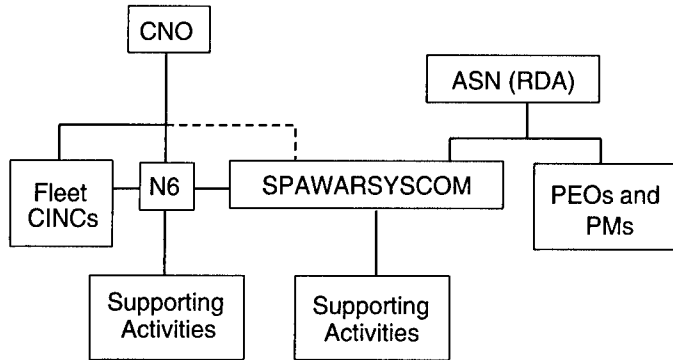 CNO
ASN (RDA)
Fleet
CINCs
N6
SPAWARSYSCOM
PEOs and
PMs
Supporting
Activities
Supporting
Activities